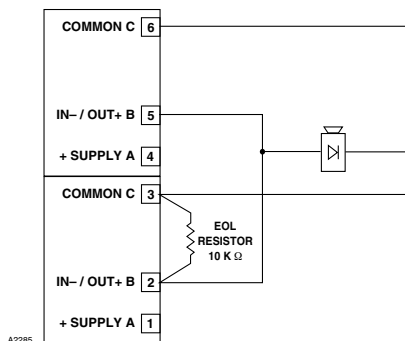 COMMON C 6
IN– / OUT+ B 5
+ SUPPLY A 4
COMMON C 3
EOL
RESISTOR
10 K Ω
IN– / OUT+ B 2
+ SUPPLY A 1
A2285